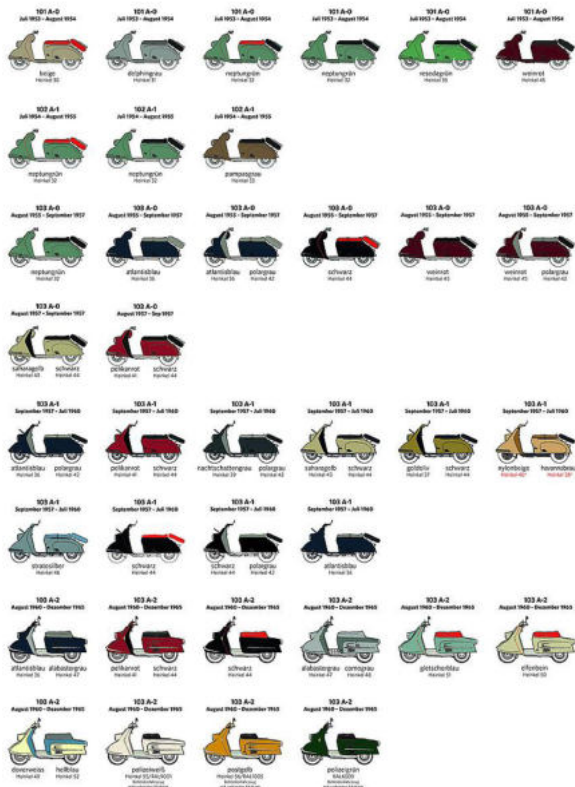 101 A-0
Juli 1953 - August 1954
beige
Heinkel 30
101 A-0
Juli 1953 - August 1954
delphingrau
Heinkel 31
101 A-0
Juli 1953 - August 1954
neptungrün
Heinkel 32
101 A-0
Juli 1953 - August 1954
neptungrün
Heinkel 32
101 A-0
Juli 1953 - August 1954
resedagrün
Heinkel
101 A-0
Juli 1953 - August 1954
weinrot
Heinkel 45
102 A-1
Juli 1954 - August 1955
neptungrün
Heinkel 32
102 A-1
Juli 1954 - August 1955
neptungrün
Heinkel 32
102 A-1
Juli 1954 - August 1955
pampasgrau
Heinkel
103 A-0
August 1955 - September 1957
neptungrün
Heinkel 32
103 A-0
August 1955 - September 1957
atlantisblau
Heinkel 36
103 A-0
August 1955 - September 1957
atlantisblau polargrau
Heinkel 36 Heinkel 42
103 A-0
August 1955 - September 1957
schwarz
Heinkel 44
103 A-0
August 1955 - September 1957
weinrot
Heinkel 45
103 A-0
August 1955 - September 1957
weinrot polargrau
Heinkel 45 Heinkel 42
103 A-0
August 1957 - September 1957
saharagelb schwarz
Heinkel 43 Heinkel 44
103 A-0
August 1957 - Sep 1957
pelikanrot schwarz
Heinkel 41 Heinkel 44
103 A-1
September 1957 - Juli 1960
atlantisblau polargrau
Heinkel 36 Heinkel 42
103 A-1
September 1957 - Juli 1960
pelikanrot schwarz
Heinkel 41 Heinkel 44
103 A-1
September 1957 - Juli 1960
nachtschattengrau polargrau
Heinkel 39 Heinkel 42
103 A-1
September 1957 - Juli 1960
saharagelb schwarz
Heinkel 43 Heinkel 44
103 A-1
September 1957 - Juli 1960
goldoliv schwarz
Heinkel 37 Heinkel 44
103 A-1
September 1957 - Juli 1960
nylonbeige havannabrau
Heinkel Heinkel
103 A-1
September 1957 - Juli 1960
stratosilber
Heinkel 46
103 A-1
September 1957 - Juli 1960
schwarz
Heinkel 44
103 A-1
September 1957 - Juli 1960
schwarz polargrau
Heinkel 44 Heinkel 42
103 A-1
September 1957 - Juli 1960
atlantisblau
Heinkel 36
103 A-2
August 1960 - Dezember 1965
atlantisblau alabastergrau
Heinkel 36 Heinkel 47
103 A-2
August 1960 - Dezember 1965
pelikanrot schwarz
Heinkel 41 Heinkel 44
103 A-2
August 1960 - Dezember 1965
schwarz
Heinkel 44
103 A-2
August 1960 - Dezember 1965
alabastergrau comograu
Heinkel 47 Heinkel 48
103 A-2
August 1960 - Dezember 1965
gletscherblau
Heinkel 51
103 A-2
August 1960 - Dezember 1965
elfenbein
Heinkel 50
103 A-2
August 1960 - Dezember 1965
doverweiss hellblau
Heinkel 49 Heinkel 52
103 A-2
August 1960 - Dezember 1965
polizeiweiß
103 A-2
August 1960 - Dezember 1965
postgelb
103 A-2
August 1960 - Dezember 1965
polizeigrün